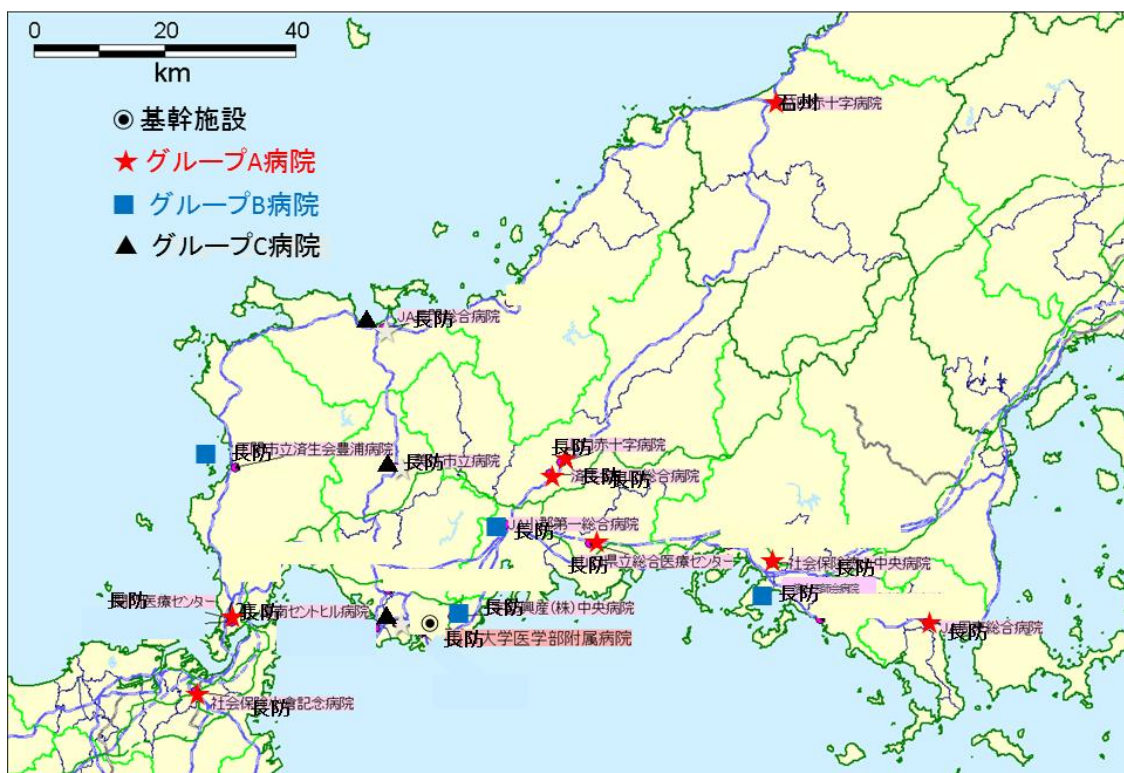 0 20 40
km
基幹施設
グループA病院
グループB病院
グループC病院
石州
赤十字病院
長防
総合病院
長防
市立済生会豊浦病院
長防
市立病院
長防
赤十字病院
長防
長防
総合病院
長防
第一総合病院
長防
県立総合医療センター
社会保険
中央病院
長防
長防
長防
医療センター
長防
セントヒル病院
長防
興産(株)中央病院
長防
大学医学部附属病院
長防
総合病院
社会保険
記念病院
長防